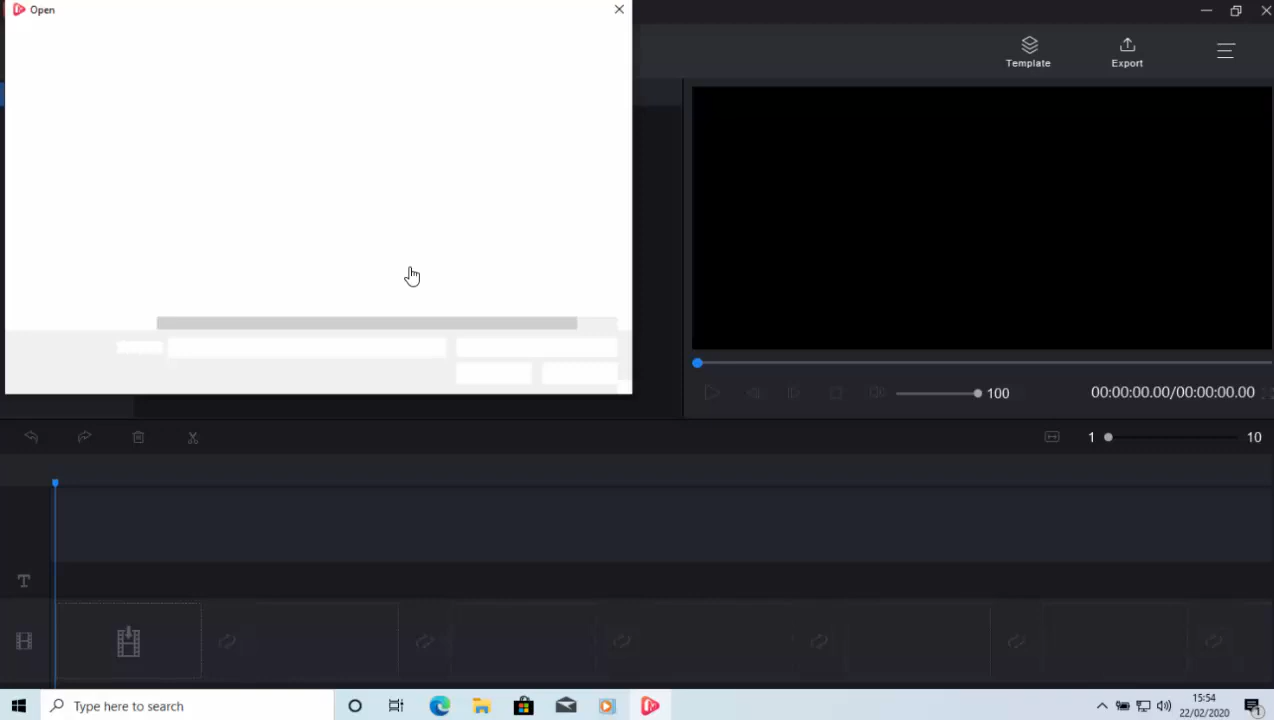 Open
Template
Export
100
00:00:00.00/00:00:00.00
1
10
T
Type here to search
15:54
22/02/2020
1